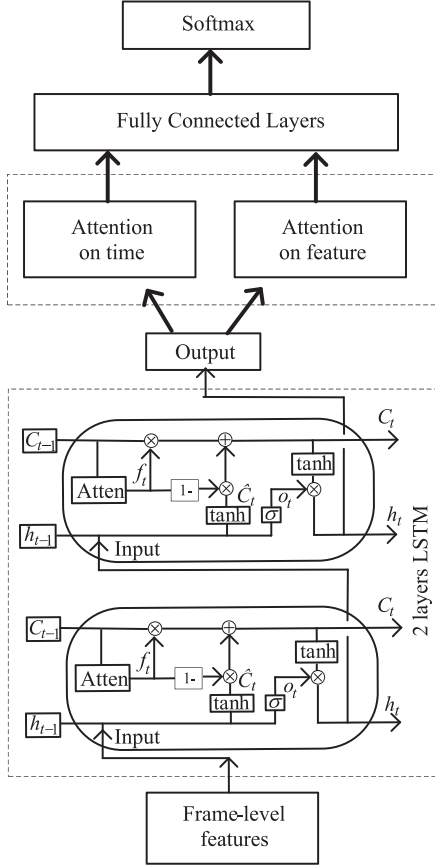 Softmax
Fully Connected Layers
Attention
on time
Attention
on feature
Output
C_{t-1}
C_t
Atten
f_t
1-
Ĉ_t
tanh
σ
o_t
tanh
h_{t-1}
Input
h_t
C_{t-1}
C_t
Atten
f_t
1-
Ĉ_t
tanh
σ
o_t
tanh
h_{t-1}
Input
h_t
2 layers LSTM
Frame-level
features